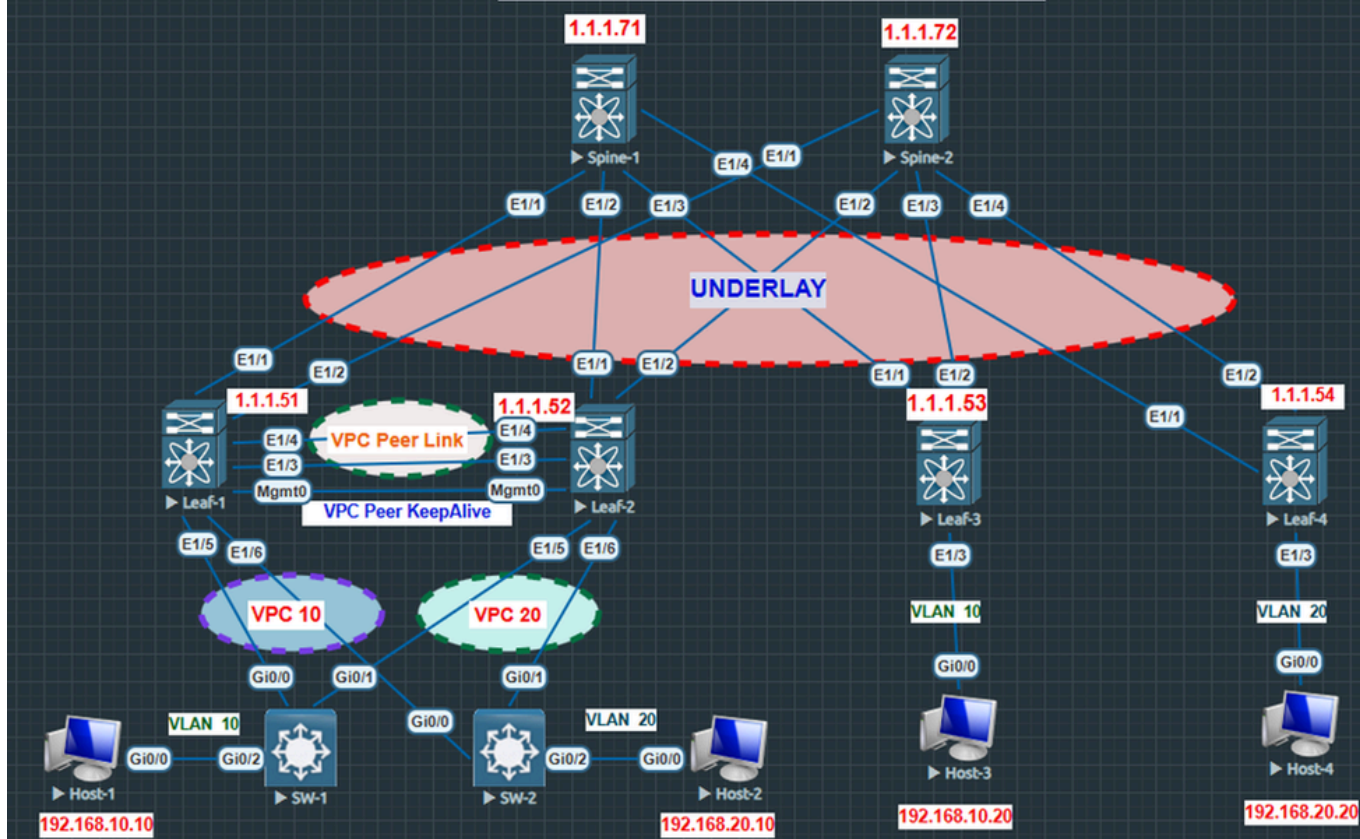 1.1.1.71
1.1.1.72
Spine-1
Spine-2
E1/4
E1/1
E1/1
E1/2
E1/3
E1/2
E1/3
E1/4
UNDERLAY
E1/1
E1/2
E1/1
E1/2
E1/1
E1/2
E1/2
E1/1
1.1.1.51
1.1.1.52
1.1.1.53
1.1.1.54
E1/4
VPC Peer Link
E1/4
E1/3
E1/3
Mgmt0
Mgmt0
VPC Peer KeepAlive
Leaf-1
Leaf-2
Leaf-3
Leaf-4
E1/5
E1/6
E1/5
E1/6
E1/3
E1/3
VPC 10
VPC 20
VLAN 10
VLAN 20
Gi0/0
Gi0/1
Gi0/1
Gi0/0
Gi0/0
VLAN 10
Gi0/0
VLAN 20
Gi0/0
Gi0/2
Gi0/2
Gi0/0
Host-1
SW-1
SW-2
Host-2
Host-3
Host-4
192.168.10.10
192.168.20.10
192.168.10.20
192.168.20.20